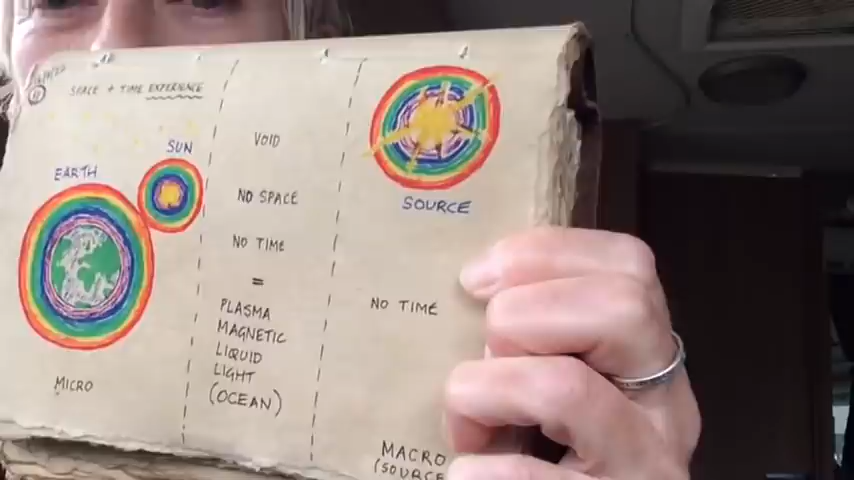 SPACE + TIME EXPERIENCE
EARTH
SUN
MICRO
VOID
NO SPACE
NO TIME
=
PLASMA
MAGNETIC
LIQUID
LIGHT
(OCEAN)
SOURCE
NO TIME
MACRO
(SOURCE